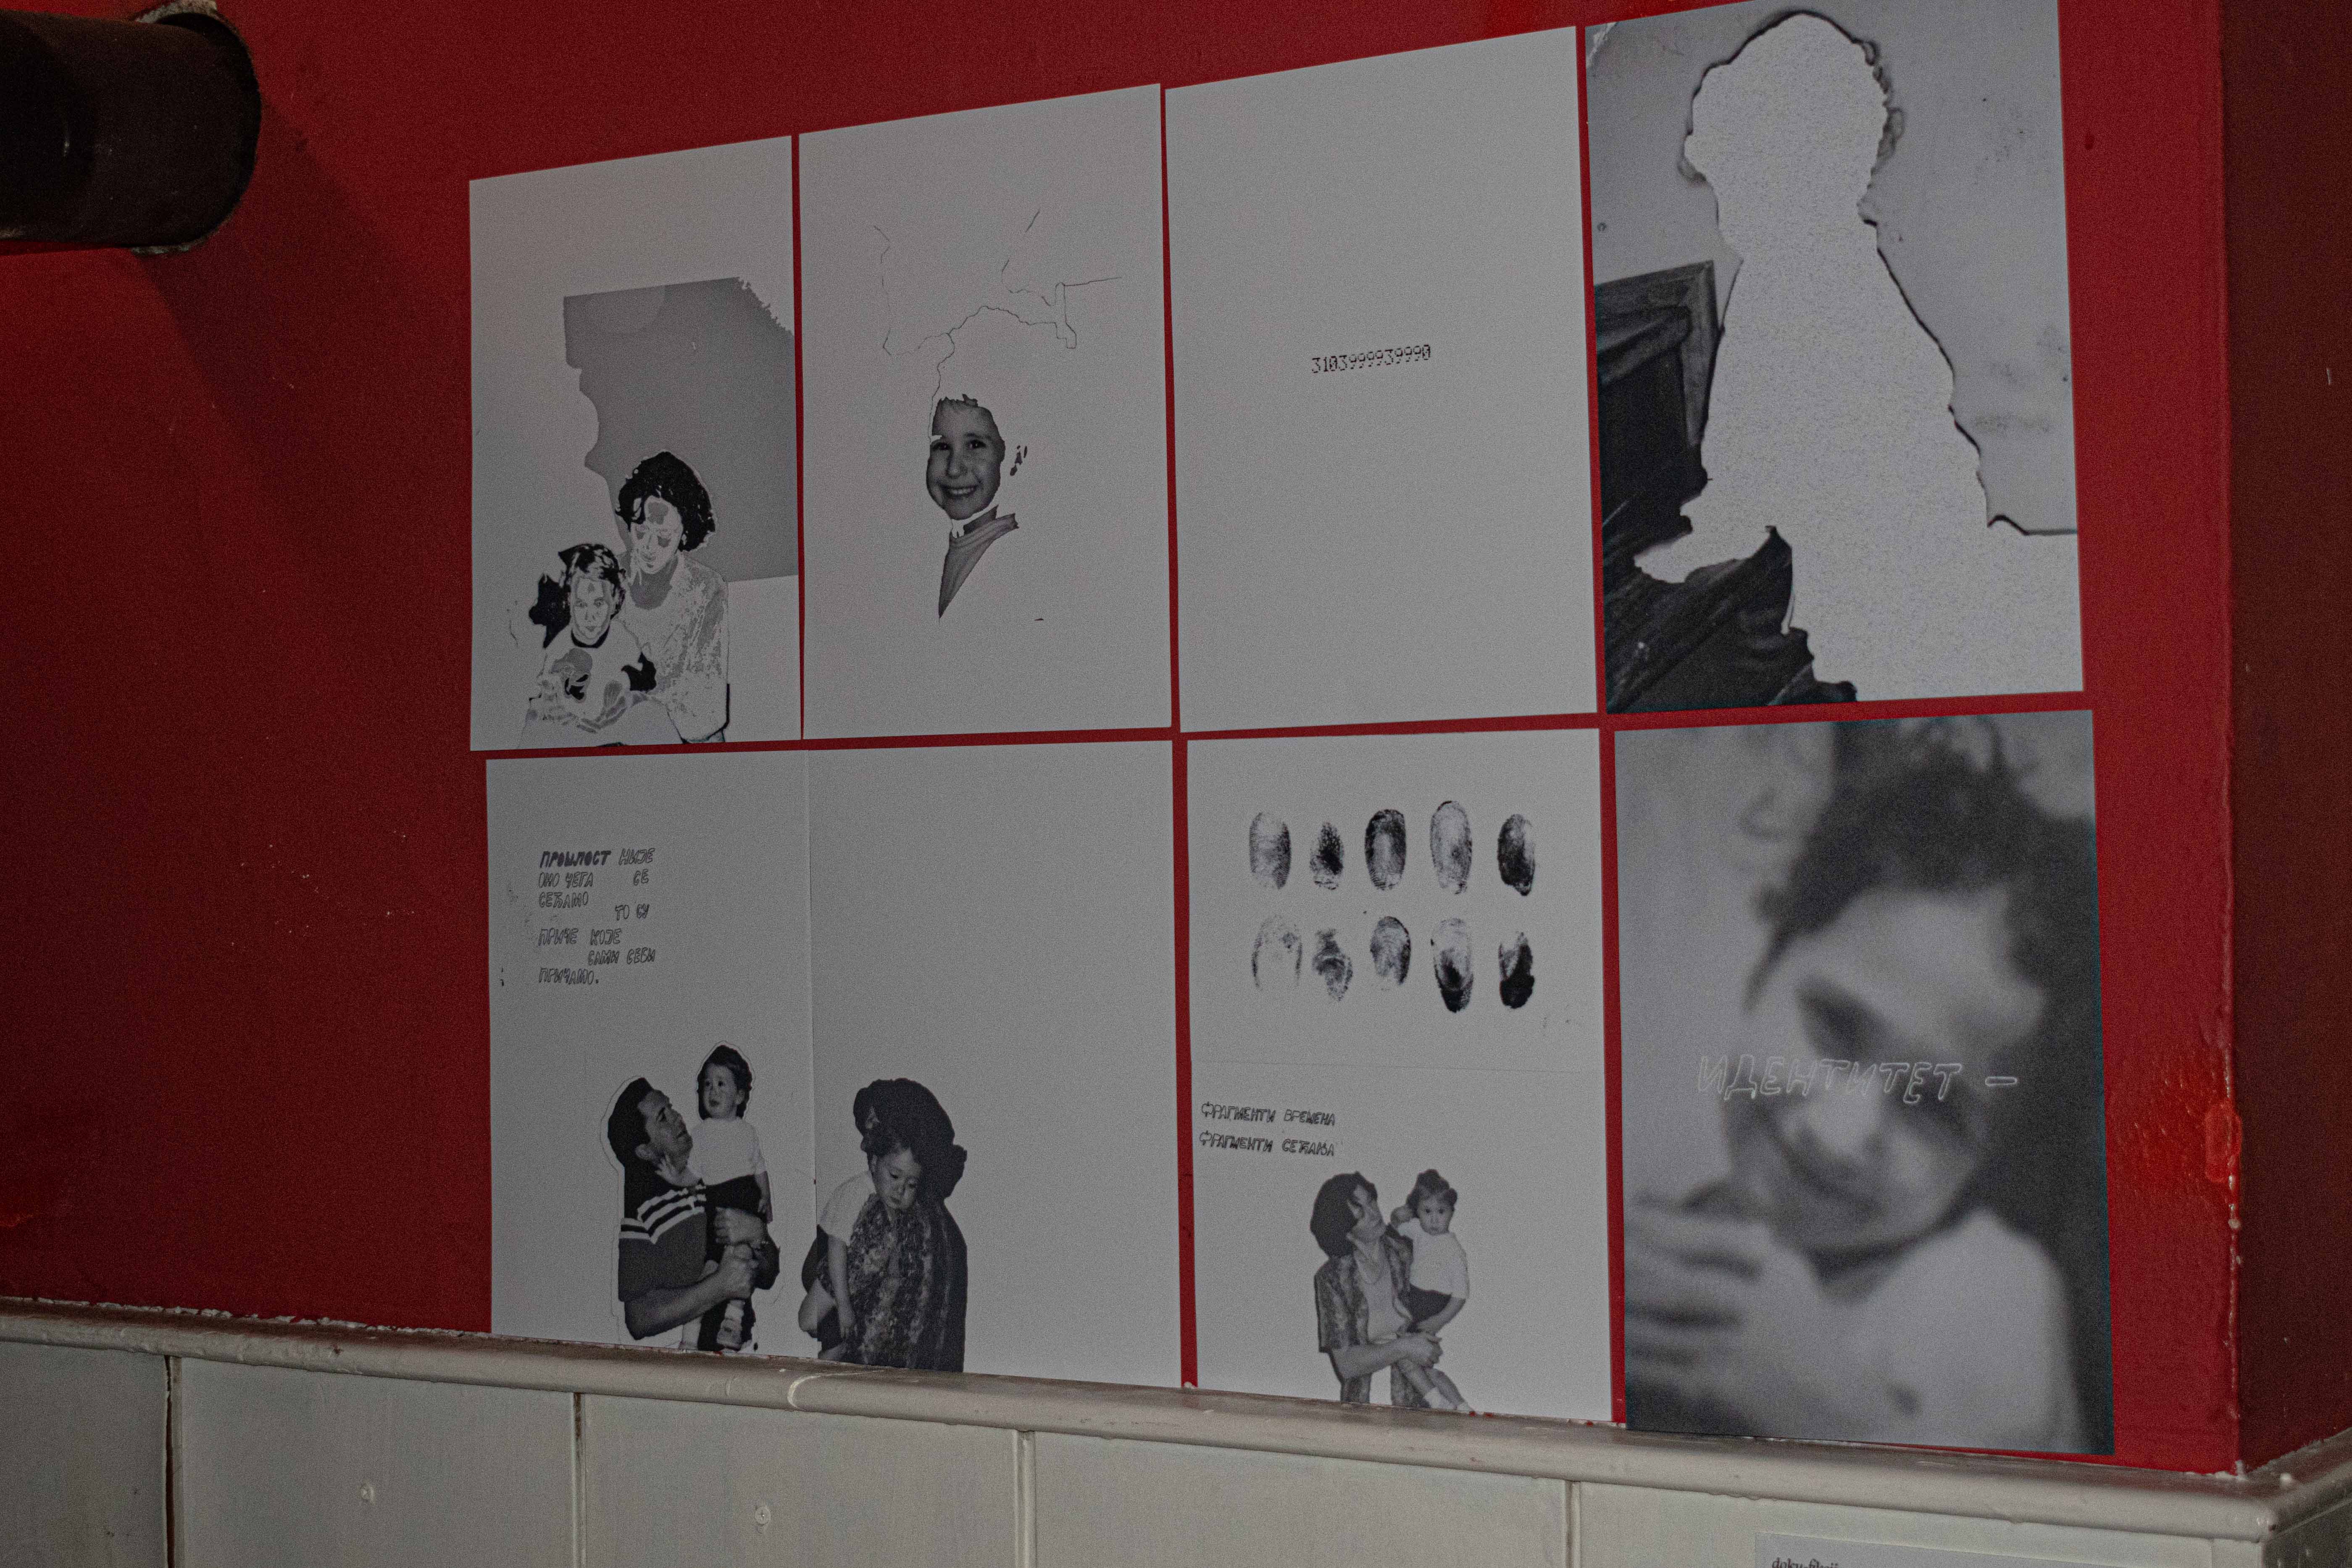 3103999939990
ПРОШЛОСТ НИЈЕ
ОНО ЧЕГА СЕ
СЕЋАМО
ТО СУ
ПРИЧЕ КОЈЕ
САМИ СЕБИ
ПРИЧАМО.
ФРАГМЕНТИ ВРЕМЕНА
ФРАГМЕНТИ СЕЋАЊА
ИДЕНТИТЕТ –